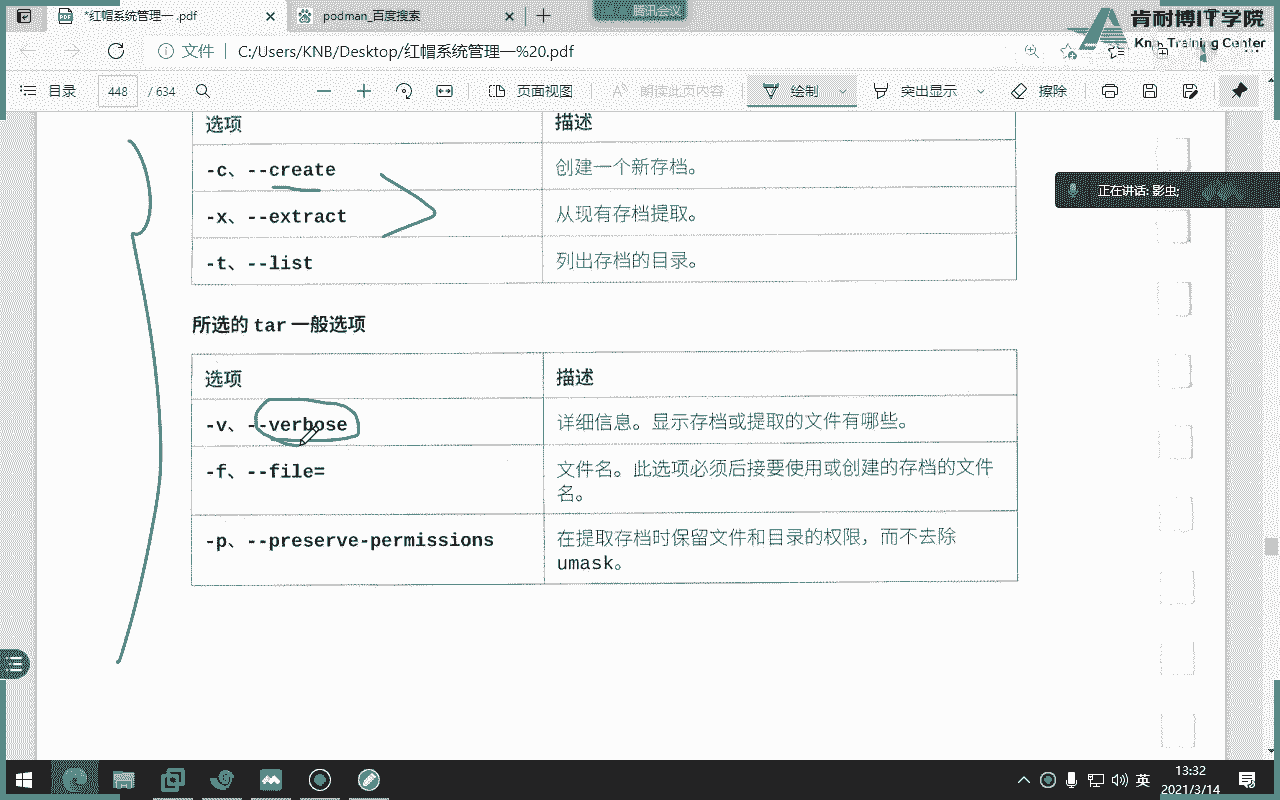 *红帽系统管理一 .pdf
podman_百度搜索
腾讯会议
肯耐博IT学院
文件
C:/Users/KNB/Desktop/红帽系统管理一%20.pdf
目录
448
/ 634
页面视图
朗读此页内容
绘制
突出显示
擦除
正在讲话: 影虫;
选项
描述
-c、--create
创建一个新存档。
-x、--extract
从现有存档提取。
-t、--list
列出存档的目录。
所选的 tar 一般选项
选项
描述
-v、--verbose
详细信息。显示存档或提取的文件有哪些。
-f、--file=
文件名。此选项必须后接要使用或创建的存档的文件
名。
-p、--preserve-permissions
在提取存档时保留文件和目录的权限，而不去除
umask。
英
13:32
2021/3/14